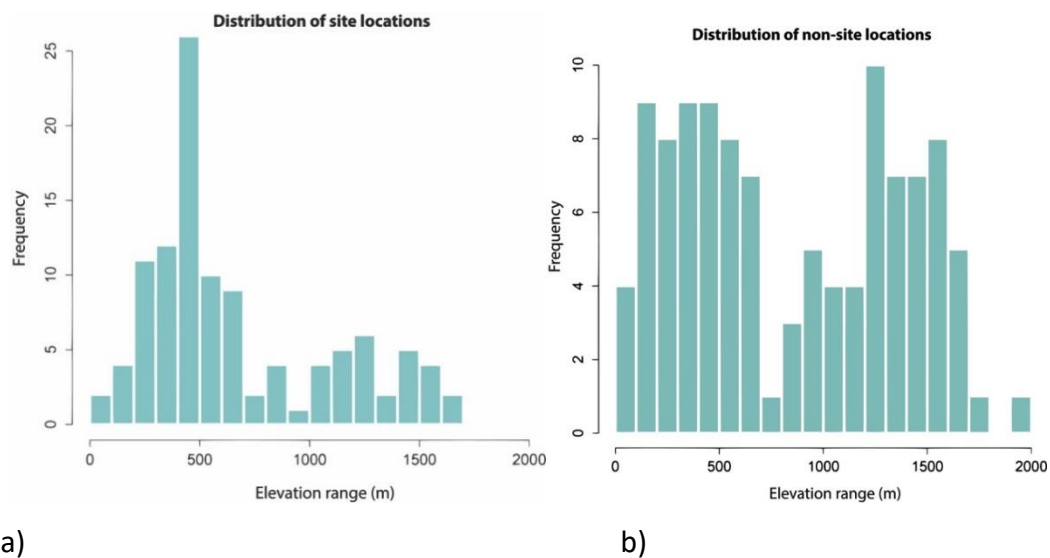 Distribution of site locations
25
20
15
10
5
0
Frequency
0 500 1000 1500 2000
Elevation range (m)
a)
Distribution of non-site locations
10
8
6
4
2
0
Frequency
0 500 1000 1500 2000
Elevation range (m)
b)